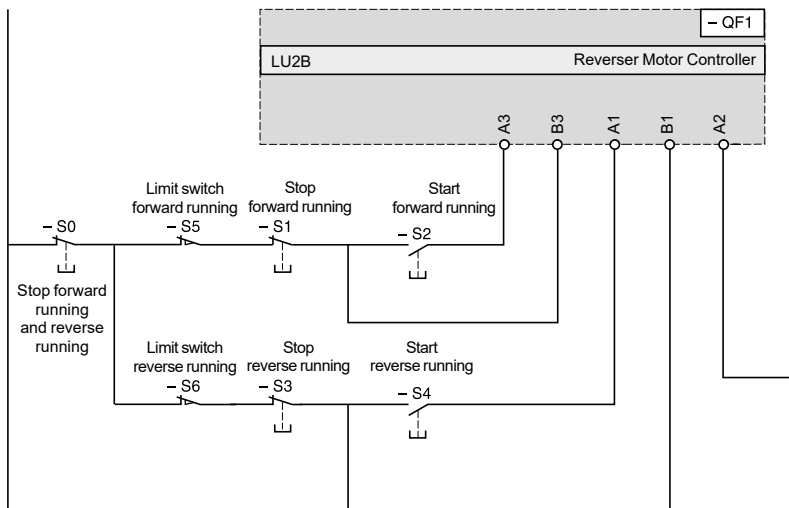 – QF1
LU2B
Reverser Motor Controller
A3
B3
A1
B1
A2
Limit switch
forward running
Stop
forward running
Start
forward running
– S0
– S5
– S1
– S2
Stop forward
running
and reverse
running
Limit switch
reverse running
Stop
reverse running
Start
reverse running
– S6
– S3
– S4